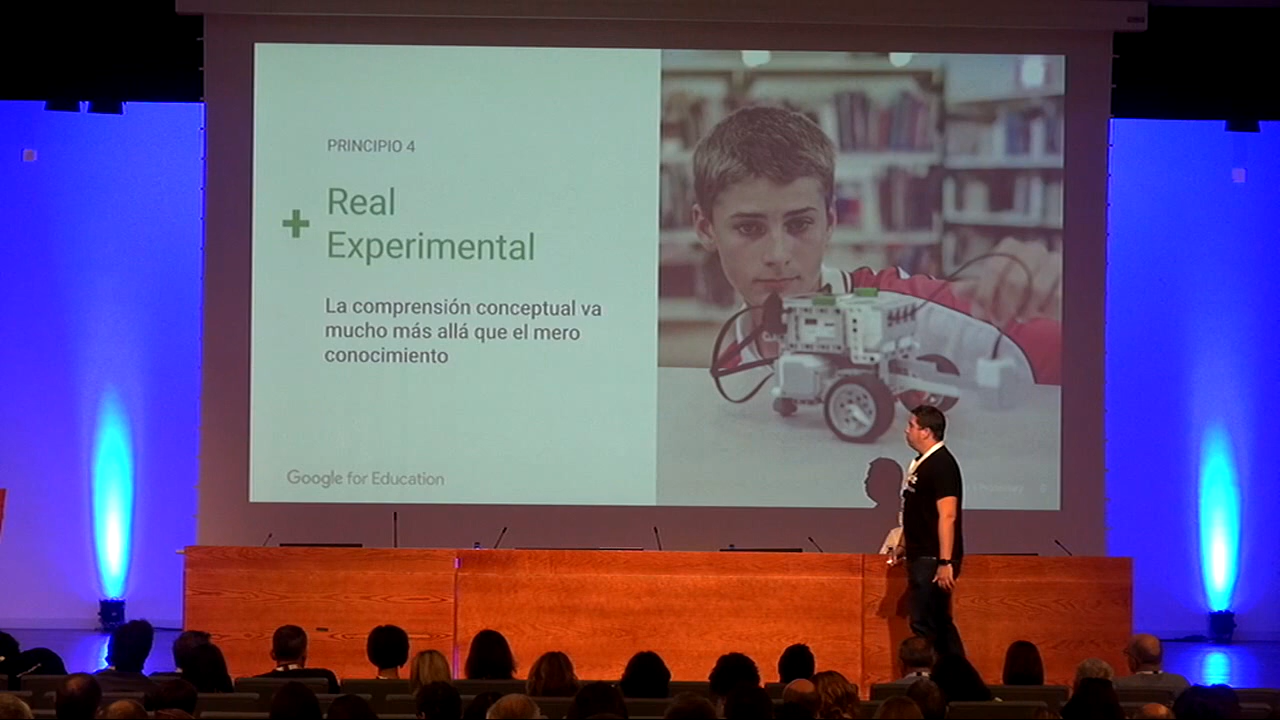 PRINCIPIO 4
+ Real
Experimental
La comprensión conceptual va
mucho más allá que el mero
conocimiento
Google for Education